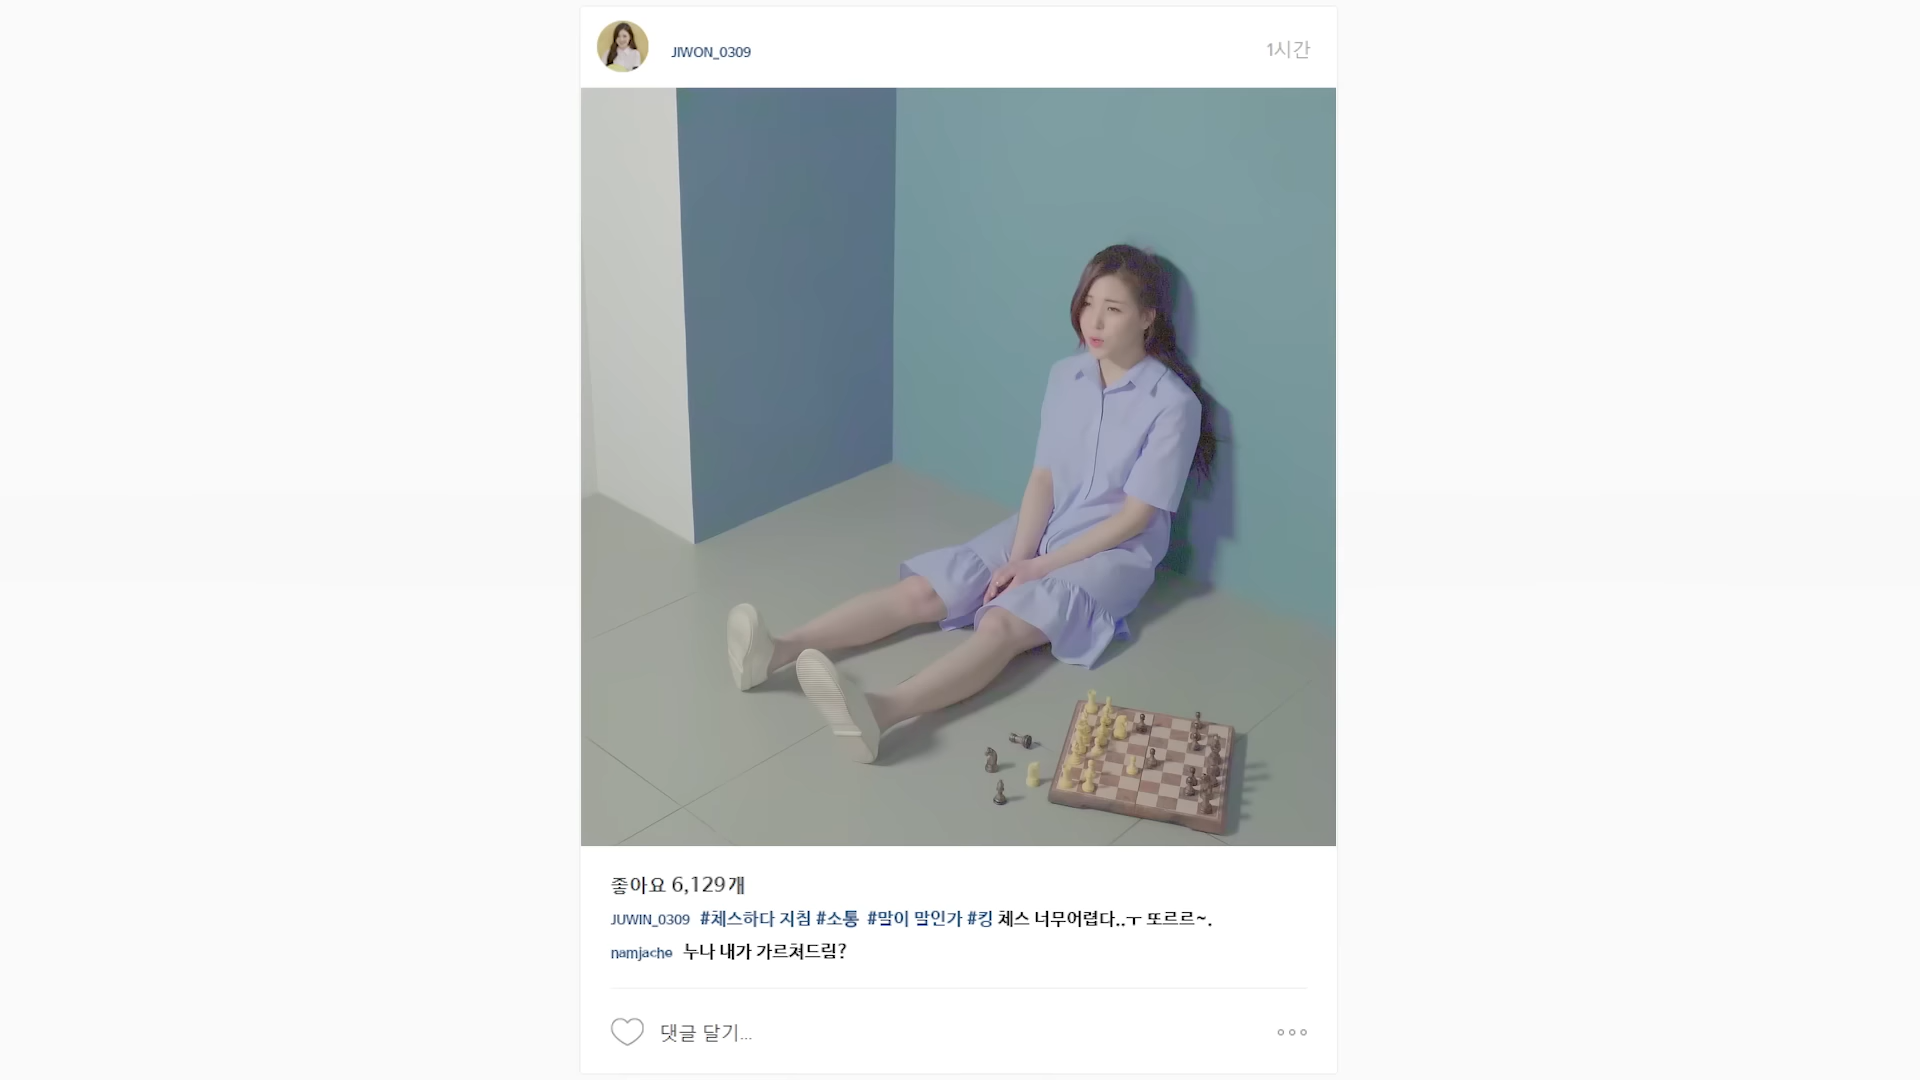 JIWON_0309
1시간
좋아요 6,129개
JUWIN_0309 #체스하다 지침 #소통 #말이 말인가 #킹 체스 너무어렵다..ㅜ 또르르~.
namjache 누나 내가 가르쳐드림?
댓글 달기...